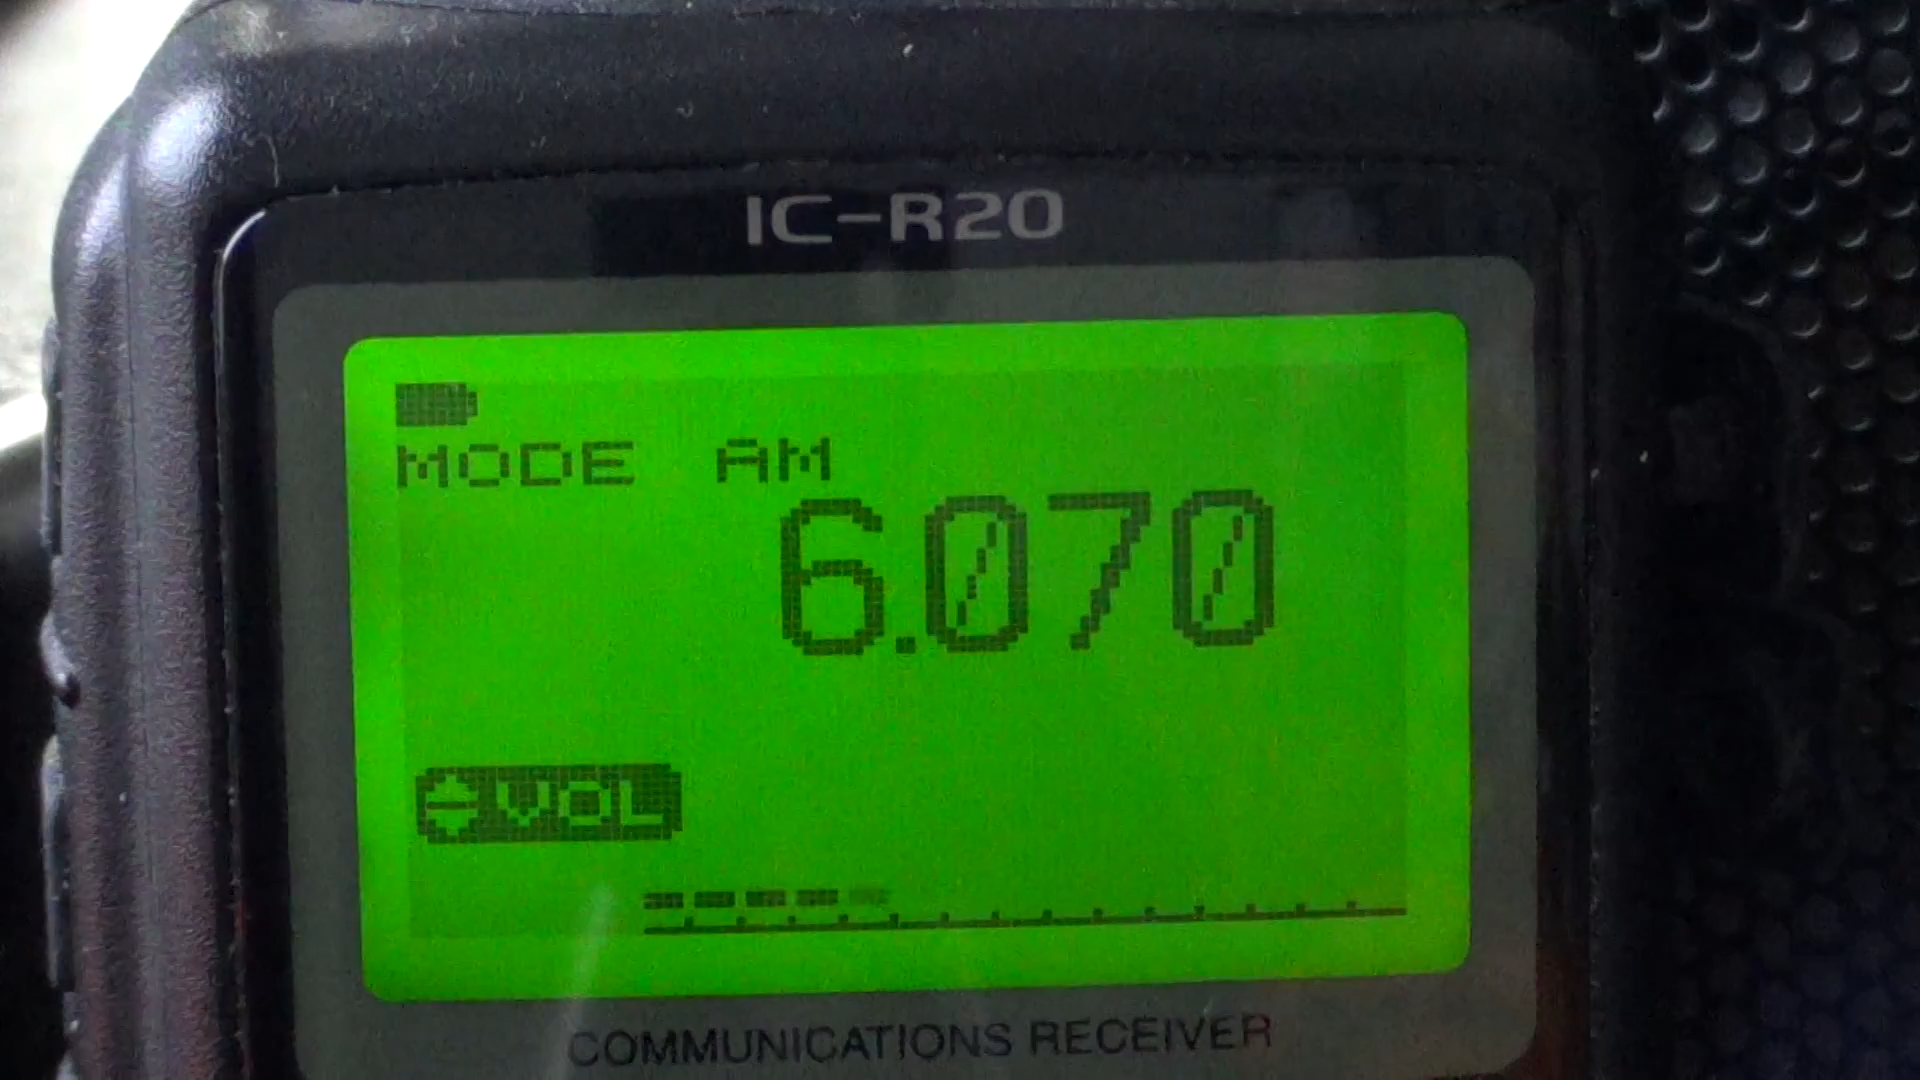 IC-R20
MODE AM
6.070
VOL
COMMUNICATIONS RECEIVER